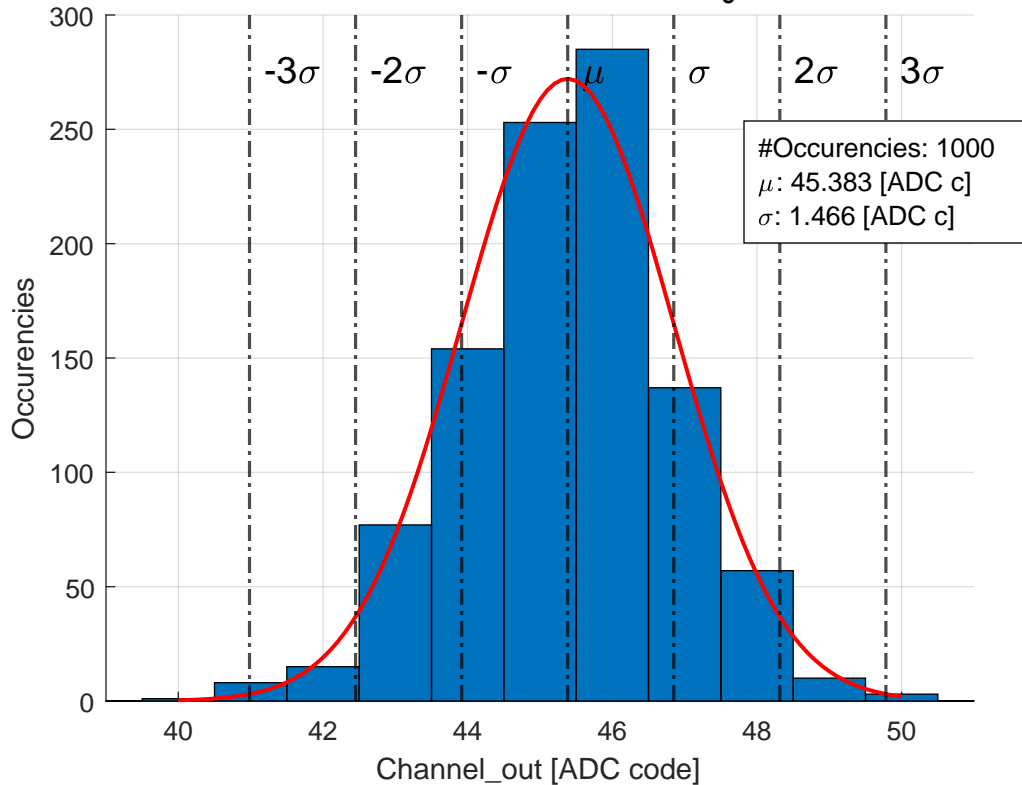 300
250
200
150
100
50
0
Occurencies
-3σ
-2σ
-σ
μ
σ
2σ
3σ
#Occurencies: 1000
μ: 45.383 [ADC c]
σ: 1.466 [ADC c]
40
42
44
46
48
50
Channel_out [ADC code]